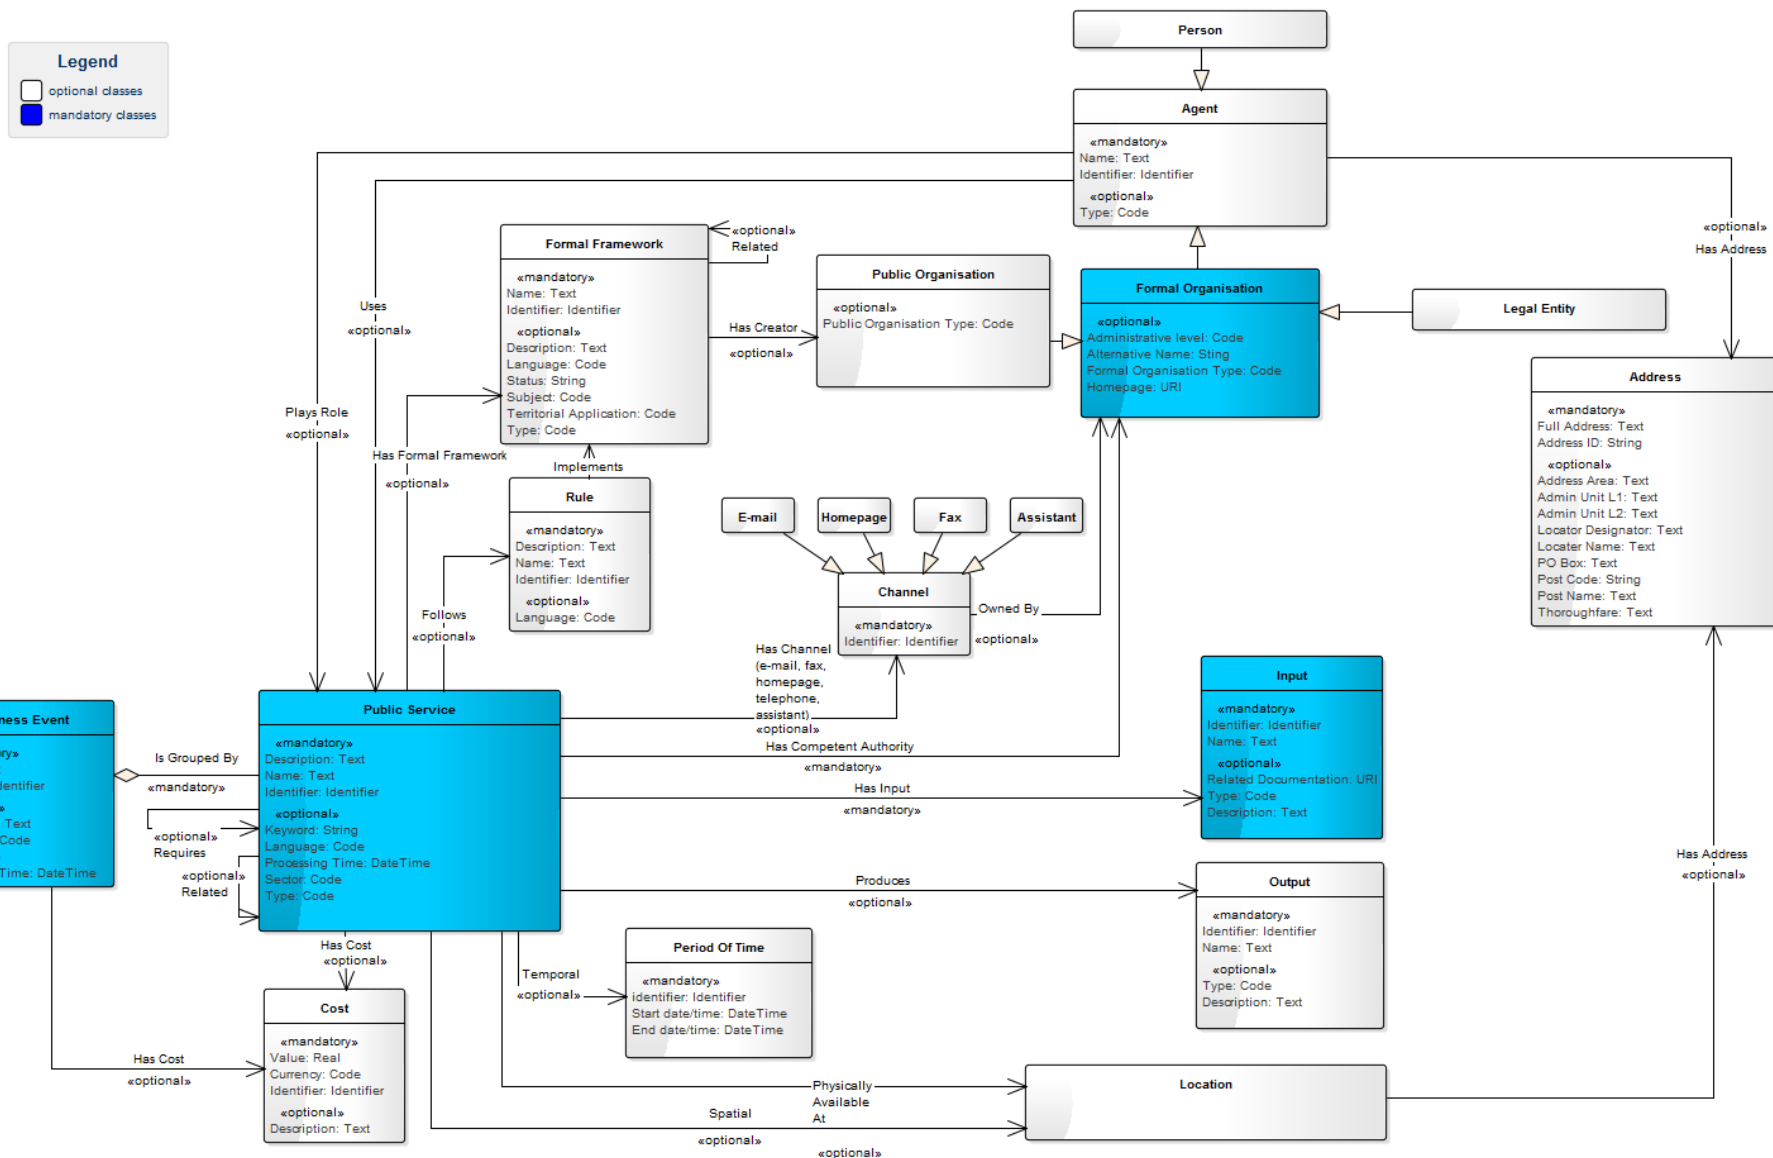 Legend
optional classes
mandatory classes
Person
Agent
«mandatory»
Name: Text
Identifier: Identifier
«optional»
Type: Code
«optional»
Has Address
Formal Framework
«mandatory»
Name: Text
Identifier: Identifier
«optional»
Description: Text
Language: Code
Status: String
Subject: Code
Territorial Application: Code
Type: Code
«optional»
Related
Has Creator
«optional»
Public Organisation
«optional»
Public Organisation Type: Code
Formal Organisation
«optional»
Administrative level: Code
Alternative Name: Sting
Formal Organisation Type: Code
Homepage: URI
Legal Entity
Address
«mandatory»
Full Address: Text
Address ID: String
«optional»
Address Area: Text
Admin Unit L1: Text
Admin Unit L2: Text
Locator Designator: Text
Locater Name: Text
PO Box: Text
Post Code: String
Post Name: Text
Thoroughfare: Text
Uses
«optional»
Plays Role
«optional»
Has Formal Framework
«optional»
Implements
Rule
«mandatory»
Description: Text
Name: Text
Identifier: Identifier
«optional»
Language: Code
Follows
«optional»
E-mail
Homepage
Fax
Assistant
Channel
«mandatory»
Identifier: Identifier
Owned By
«optional»
Has Channel
(e-mail, fax,
homepage,
telephone,
assistant)
«optional»
Has Competent Authority
«mandatory»
Has Input
«mandatory»
Input
«mandatory»
Identifier: Identifier
Name: Text
«optional»
Related Documentation: URI
Type: Code
Description: Text
ness Event
ry»
entifier
»
Text
Code
Time: DateTime
Is Grouped By
«mandatory»
Public Service
«mandatory»
Description: Text
Name: Text
Identifier: Identifier
«optional»
Keyword: String
Language: Code
Processing Time: DateTime
Sector: Code
Type: Code
«optional»
Requires
«optional»
Related
Produces
«optional»
Output
«mandatory»
Identifier: Identifier
Name: Text
«optional»
Type: Code
Description: Text
Has Address
«optional»
Has Cost
«optional»
Temporal
«optional»
Period Of Time
«mandatory»
identifier: Identifier
Start date/time: DateTime
End date/time: DateTime
Cost
«mandatory»
Value: Real
Currency: Code
Identifier: Identifier
«optional»
Description: Text
Has Cost
«optional»
Physically
Available
At
«optional»
Spatial
«optional»
Location